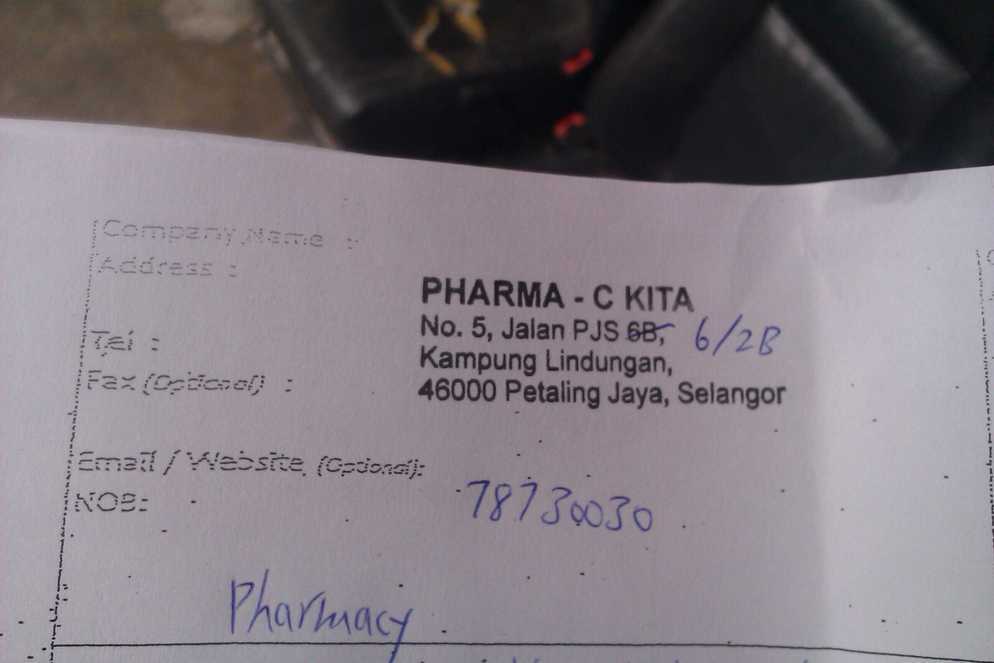 Company Name :
Address :
PHARMA - C KITA
No. 5, Jalan PJS 6B, 6/2B
Kampung Lindungan,
46000 Petaling Jaya, Selangor
Tel :
Fax (Optional) :
Email / Website (Optional):
NOB:
78730030
Pharmacy